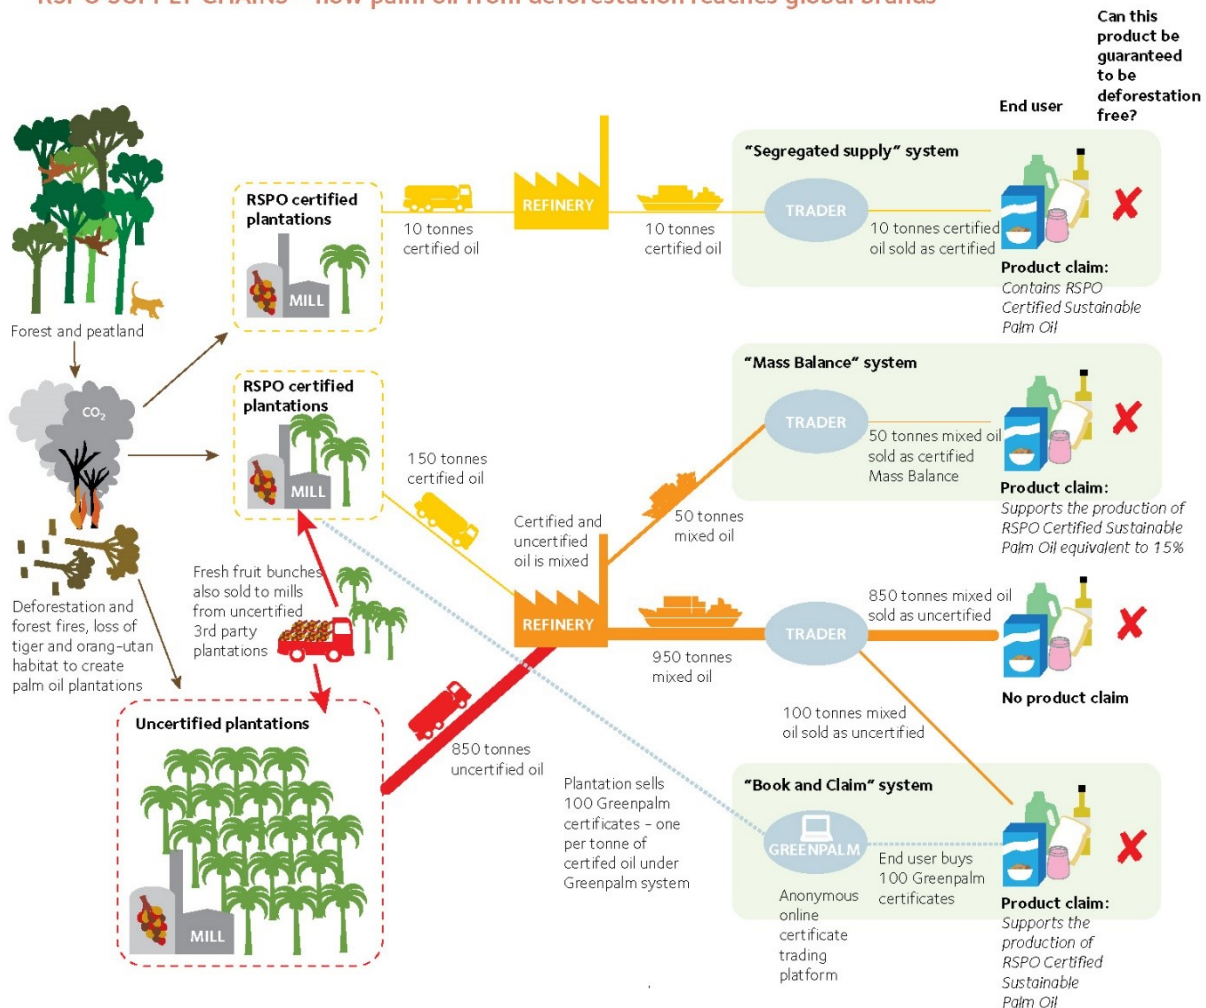 RSPO SUPPLY CHAINS – how palm oil from deforestation reaches global brands
Can this
product be
guaranteed
to be
deforestation
free?
End user
Forest and peatland
CO2
Deforestation and
forest fires, loss of
tiger and orang-utan
habitat to create
palm oil plantations
RSPO certified
plantations
MILL
10 tonnes
certified oil
REFINERY
10 tonnes
certified oil
"Segregated supply" system
TRADER
10 tonnes certified
oil sold as certified
Product claim:
Contains RSPO
Certified Sustainable
Palm Oil
RSPO certified
plantations
MILL
150 tonnes
certified oil
Fresh fruit bunches
also sold to mills
from uncertified
3rd party
plantations
Certified and
uncertified
oil is mixed
REFINERY
50 tonnes
mixed oil
"Mass Balance" system
TRADER
50 tonnes mixed oil
sold as certified
Mass Balance
Product claim:
Supports the production of
RSPO Certified Sustainable
Palm Oil equivalent to 15%
950 tonnes
mixed oil
TRADER
850 tonnes mixed oil
sold as uncertified
No product claim
100 tonnes mixed
oil sold as uncertified
Uncertified plantations
MILL
850 tonnes
uncertified oil
Plantation sells
100 Greenpalm
certificates – one
per tonne of
certifed oil under
Greenpalm system
"Book and Claim" system
GREENPALM
Anonymous
online
certificate
trading
platform
End user buys
100 Greenpalm
certificates
Product claim:
Supports the
production of
RSPO Certified
Sustainable
Palm Oil